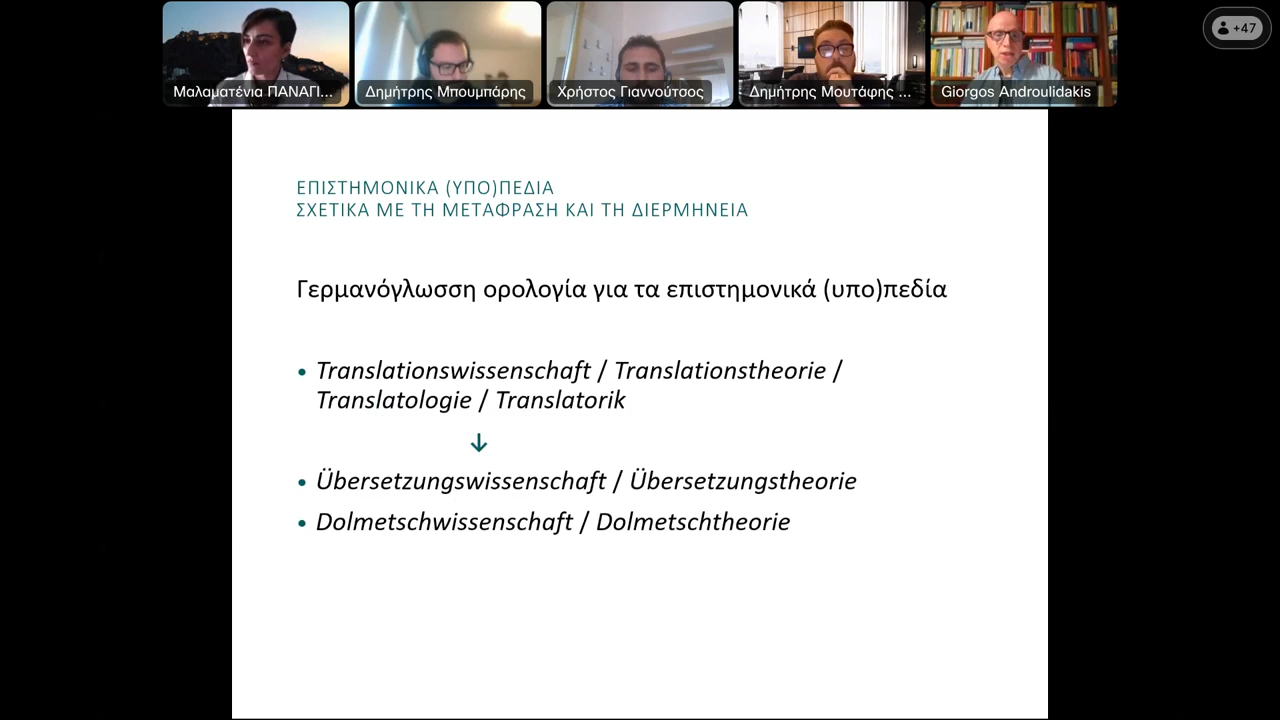 Μαλαματένια ΠΑΝΑΓΙ...
Δημήτρης Μπουμπάρης
Χρήστος Γιαννούτσος
Δημήτρης Μουτάφης ...
Giorgos Androulidakis
+47
ΕΠΙΣΤΗΜΟΝΙΚΑ (ΥΠΟ)ΠΕΔΙΑ
ΣΧΕΤΙΚΑ ΜΕ ΤΗ ΜΕΤΑΦΡΑΣΗ ΚΑΙ ΤΗ ΔΙΕΡΜΗΝΕΙΑ
Γερμανόγλωσση ορολογία για τα επιστημονικά (υπο)πεδία
• Translationswissenschaft / Translationstheorie /
Translatologie / Translatorik
↓
• Übersetzungswissenschaft / Übersetzungstheorie
• Dolmetschwissenschaft / Dolmetschtheorie